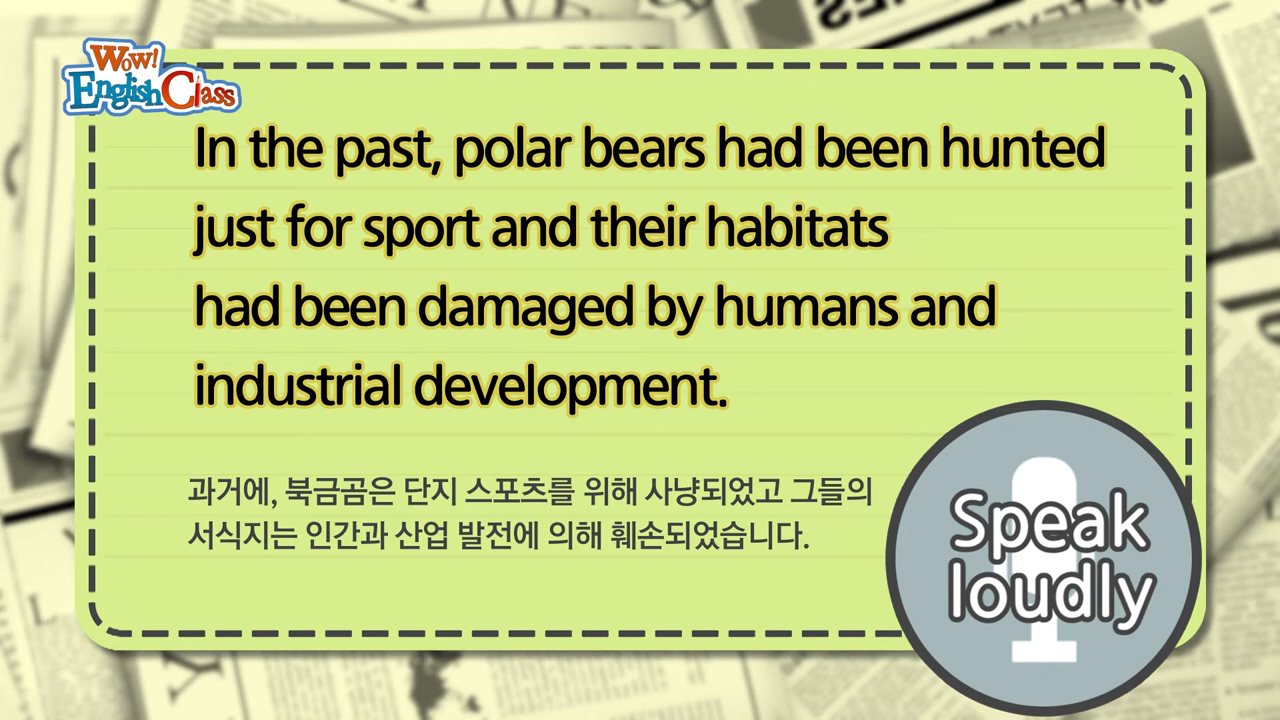 Wow!
English Class
In the past, polar bears had been hunted
just for sport and their habitats
had been damaged by humans and
industrial development.
과거에, 북금곰은 단지 스포츠를 위해 사냥되었고 그들의
서식지는 인간과 산업 발전에 의해 훼손되었습니다.
Speak
loudly